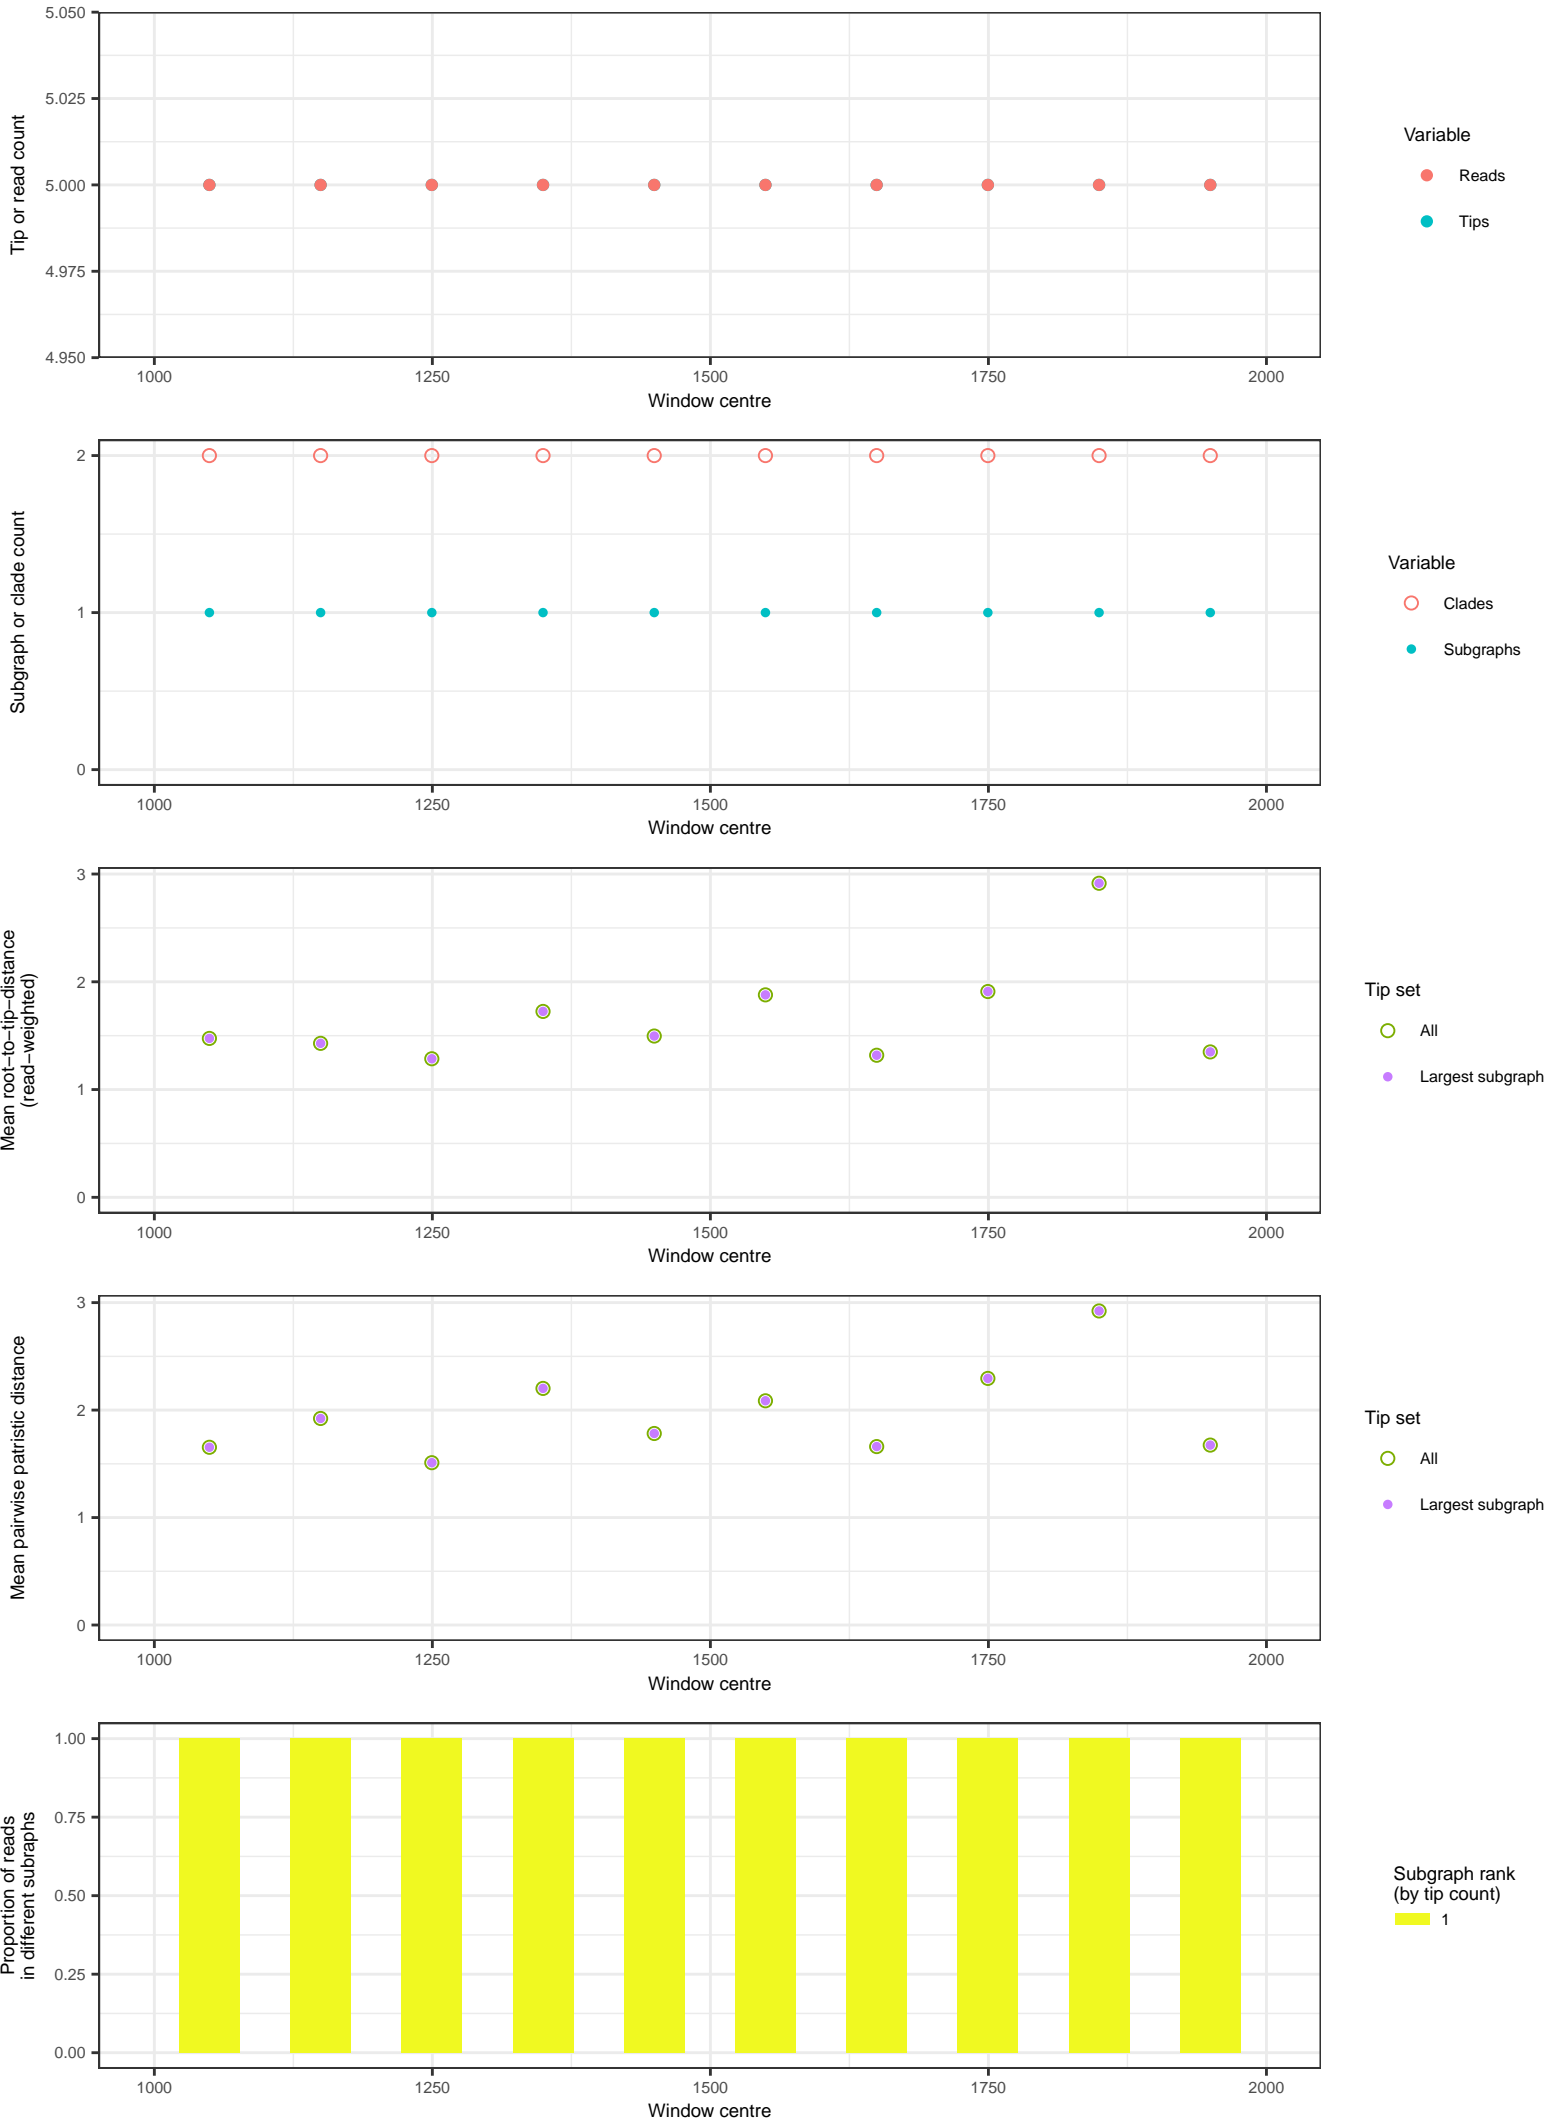 Tip or read count
5.050
5.025
5.000
4.975
4.950
1000 1250 1500 1750 2000
Window centre
Variable
Reads
Tips
Subgraph or clade count
2
1
0
1000 1250 1500 1750 2000
Window centre
Variable
Clades
Subgraphs
Mean root−to−tip−distance
(read−weighted)
3
2
1
0
1000 1250 1500 1750 2000
Window centre
Tip set
All
Largest subgraph
Mean pairwise patristic distance
3
2
1
0
1000 1250 1500 1750 2000
Window centre
Tip set
All
Largest subgraph
Proportion of reads
in different subraphs
1.00
0.75
0.50
0.25
0.00
1000 1250 1500 1750 2000
Window centre
Subgraph rank
(by tip count)
1